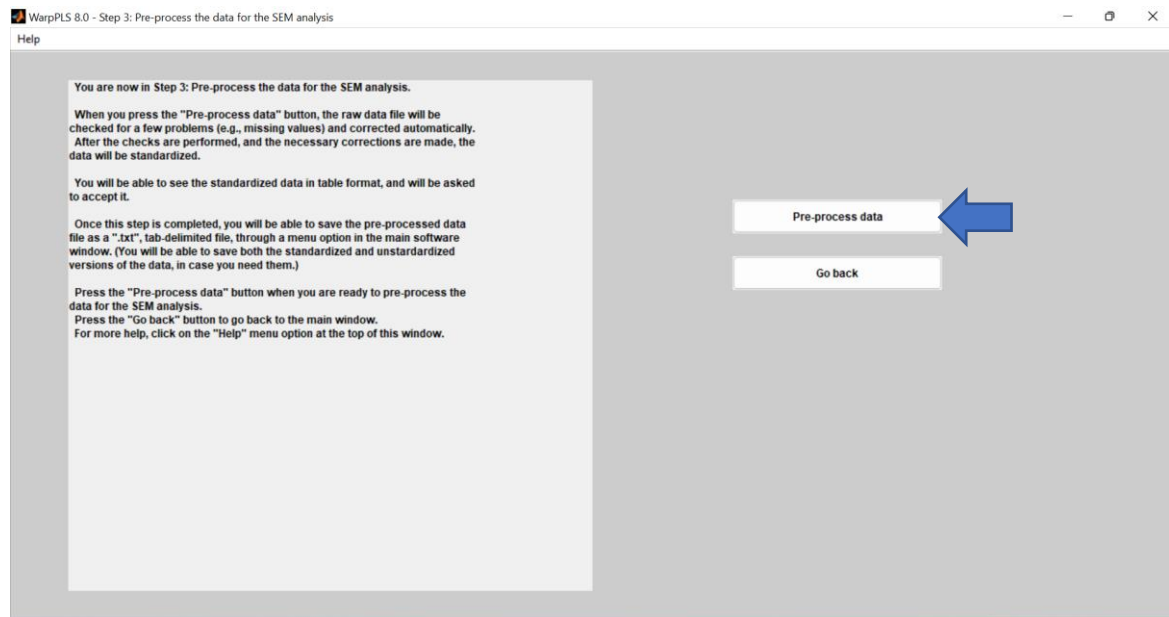 WarpPLS 8.0 - Step 3: Pre-process the data for the SEM analysis
Help
You are now in Step 3: Pre-process the data for the SEM analysis.
When you press the "Pre-process data" button, the raw data file will be
checked for a few problems (e.g., missing values) and corrected automatically.
After the checks are performed, and the necessary corrections are made, the
data will be standardized.
You will be able to see the standardized data in table format, and will be asked
to accept it.
Once this step is completed, you will be able to save the pre-processed data
file as a ".txt", tab-delimited file, through a menu option in the main software
window. (You will be able to save both the standardized and unstardardized
versions of the data, in case you need them.)
Press the "Pre-process data" button when you are ready to pre-process the
data for the SEM analysis.
Press the "Go back" button to go back to the main window.
For more help, click on the "Help" menu option at the top of this window.
Pre-process data
Go back